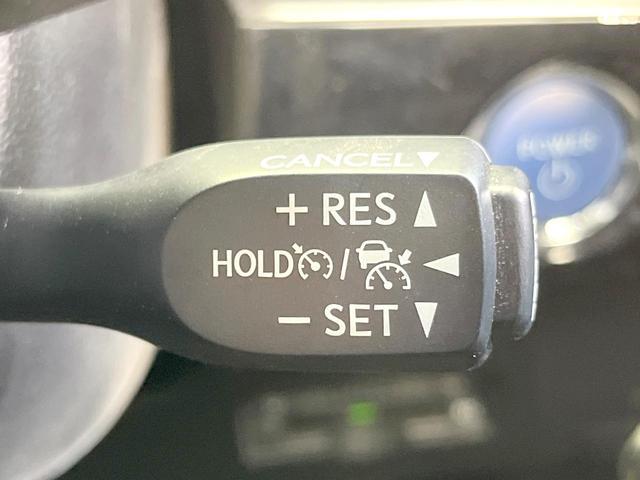 CANCEL▼
+ RES ▲
HOLD / ◀
− SET ▼
POWER